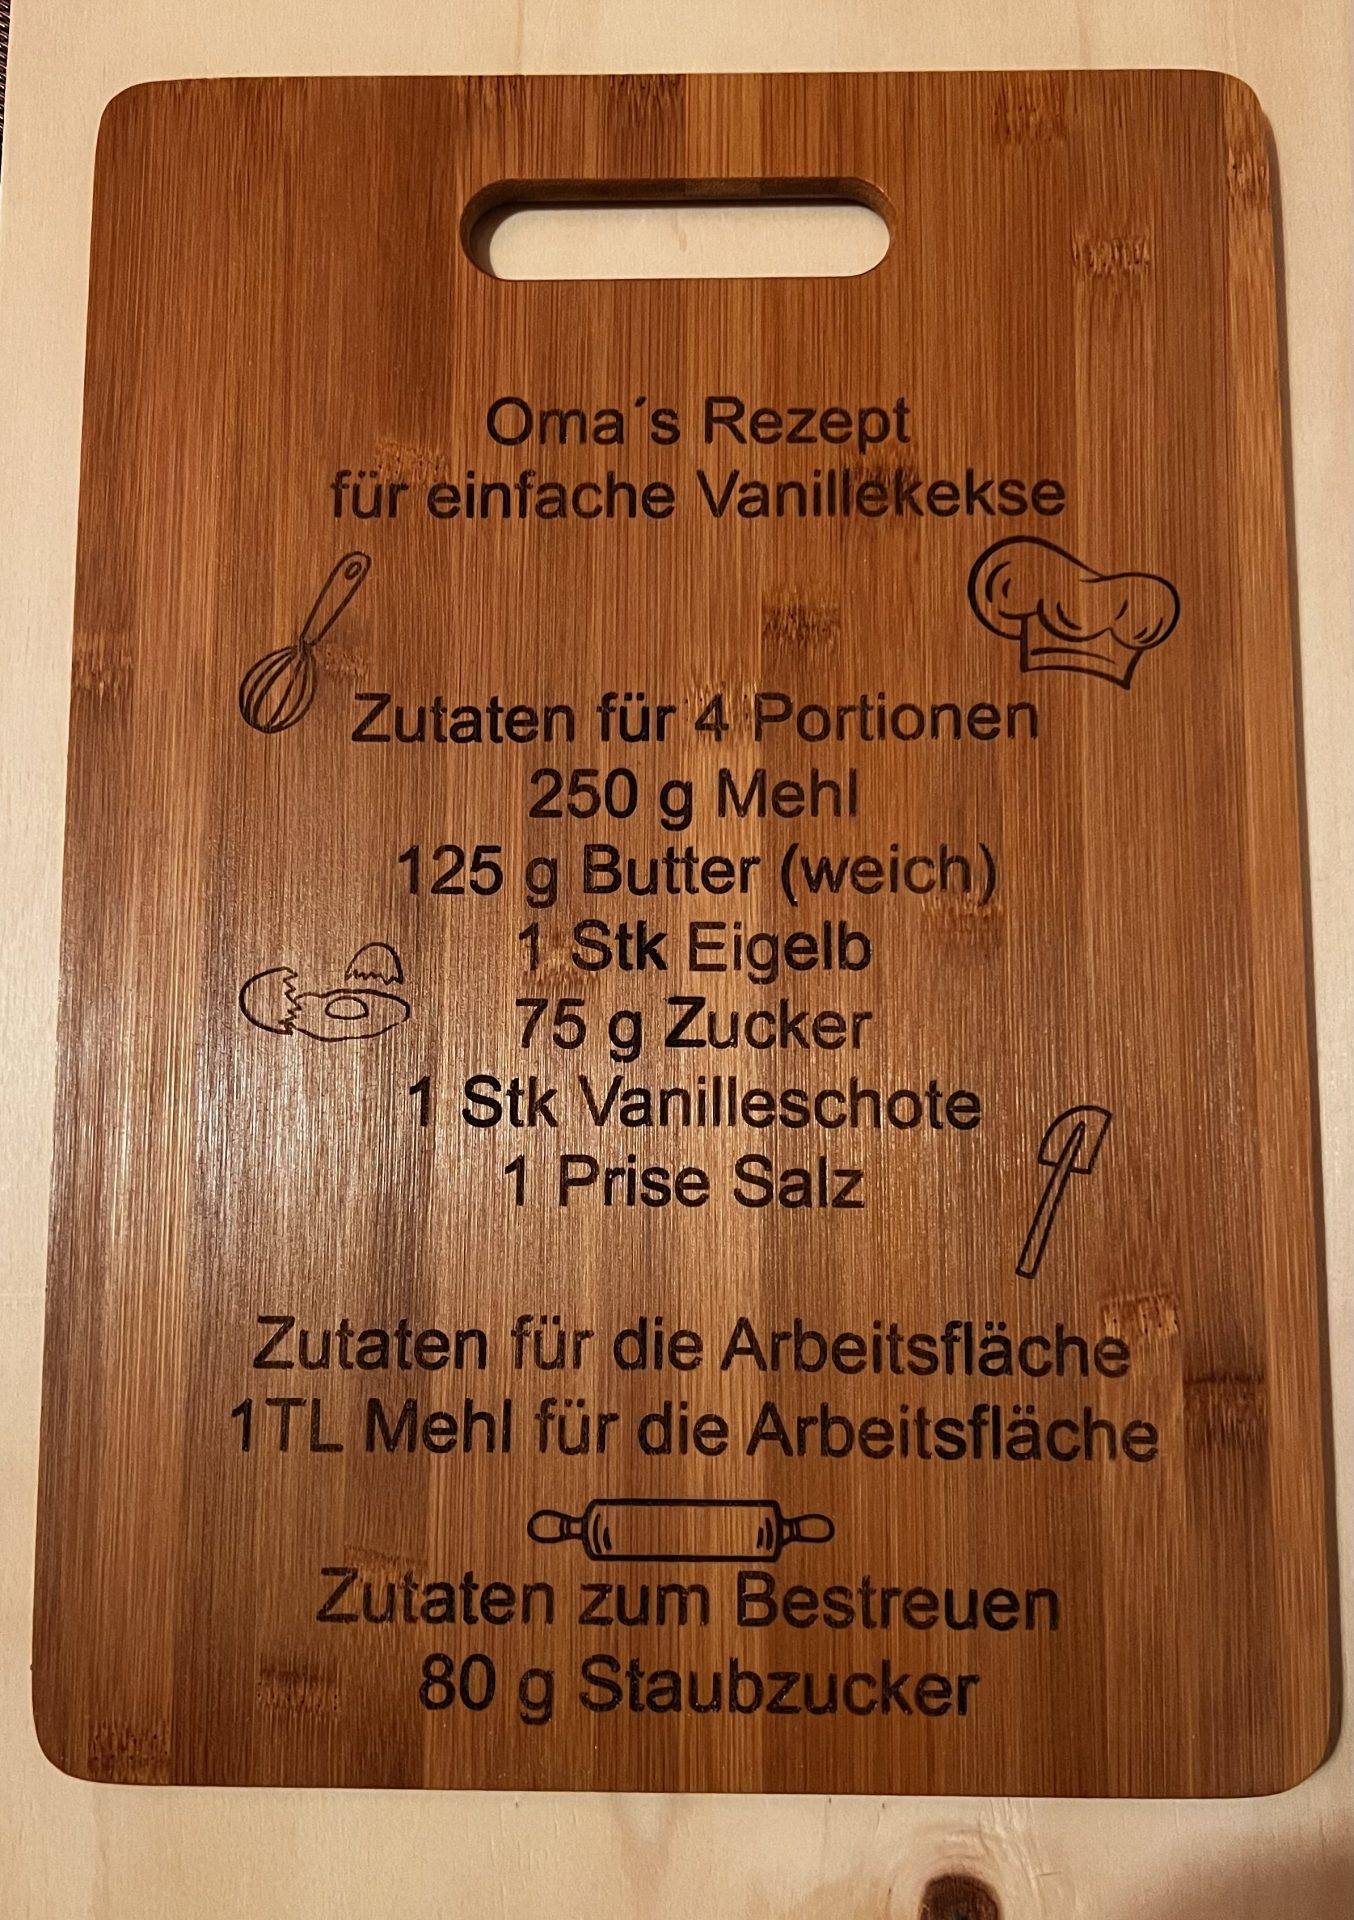 Oma´s Rezept
für einfache Vanillekekse
Zutaten für 4 Portionen
250 g Mehl
125 g Butter (weich)
1 Stk Eigelb
75 g Zucker
1 Stk Vanilleschote
1 Prise Salz
Zutaten für die Arbeitsfläche
1TL Mehl für die Arbeitsfläche
Zutaten zum Bestreuen
80 g Staubzucker